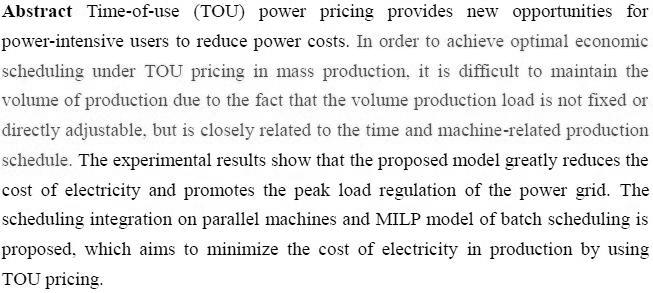 Abstract Time-of-use (TOU) power pricing provides new opportunities for
power-intensive users to reduce power costs. In order to achieve optimal economic
scheduling under TOU pricing in mass production, it is difficult to maintain the
volume of production due to the fact that the volume production load is not fixed or
directly adjustable, but is closely related to the time and machine-related production
schedule. The experimental results show that the proposed model greatly reduces the
cost of electricity and promotes the peak load regulation of the power grid. The
scheduling integration on parallel machines and MILP model of batch scheduling is
proposed, which aims to minimize the cost of electricity in production by using
TOU pricing.